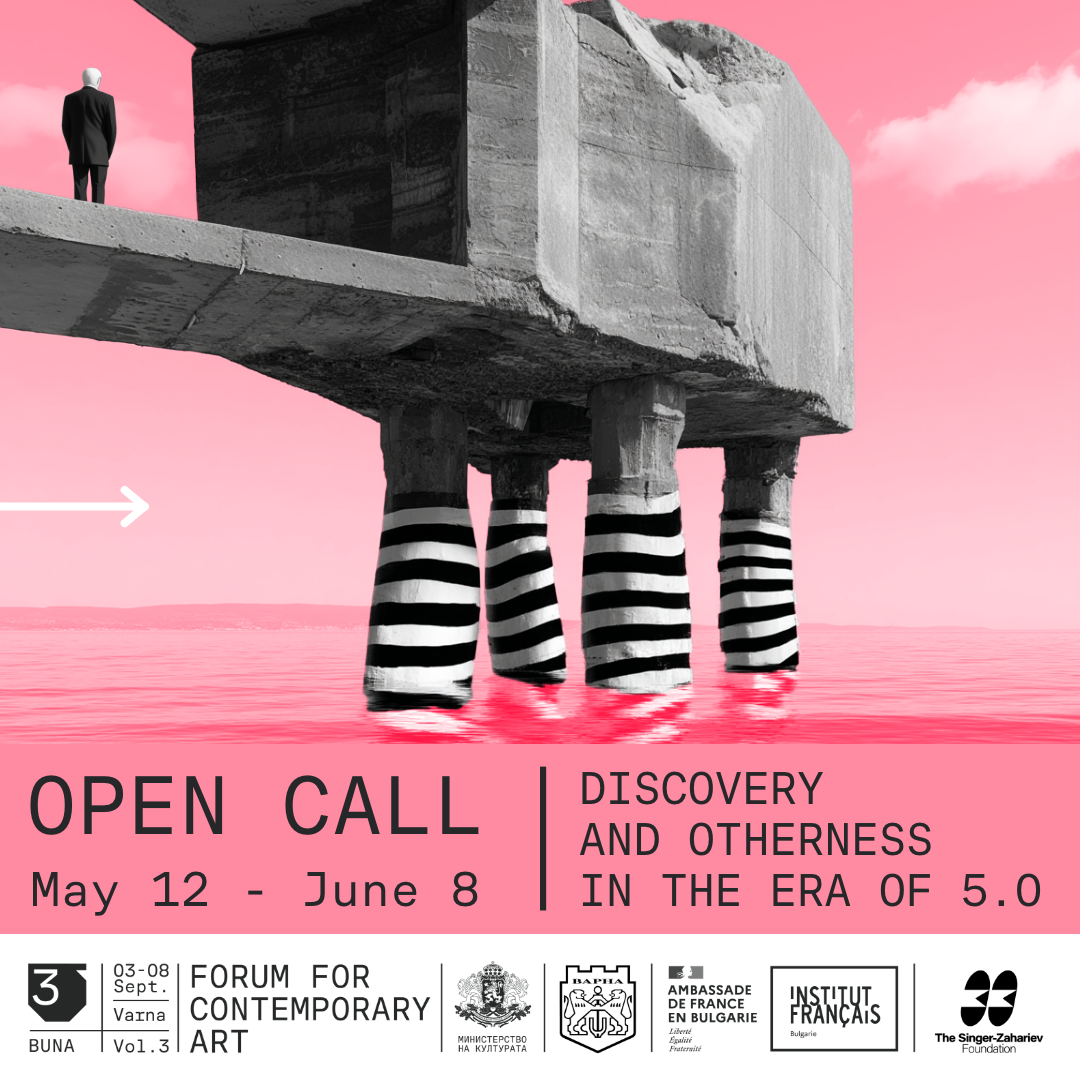 OPEN CALL
May 12 - June 8
DISCOVERY
AND OTHERNESS
IN THE ERA OF 5.0
3
BUNA
03-08
Sept.
Varna
Vol.3
FORUM FOR
CONTEMPORARY
ART
МИНИСТЕРСТВО
НА КУЛТУРАТА
ВАРНА
AMBASSADE
DE FRANCE
EN BULGARIE
Liberté
Égalité
Fraternité
INSTITUT
FRANÇAIS
Bulgarie
The Singer-Zahariev
Foundation